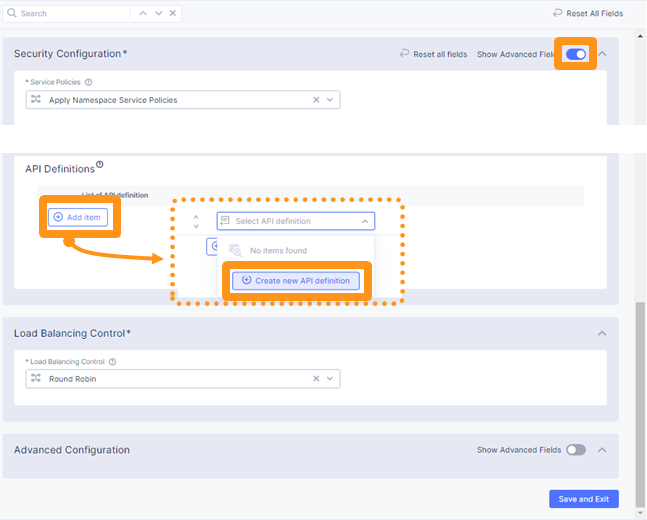 Search
Reset All Fields
Security Configuration*
Reset all fields
Show Advanced Fiel
* Service Policies
Apply Namespace Service Policies
API Definitions
List of API definition
Add item
Select API definition
No items found
Create new API definition
Load Balancing Control*
* Load Balancing Control
Round Robin
Advanced Configuration
Show Advanced Fields
Save and Exit